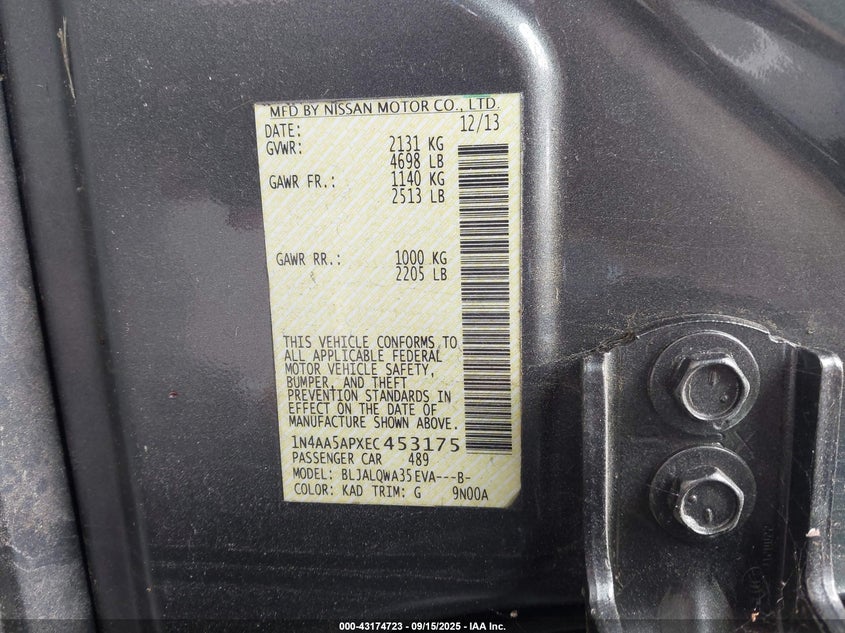 MFD BY NISSAN MOTOR CO., LTD.
DATE: 12/13
GVWR: 2131 KG
4698 LB
GAWR FR.: 1140 KG
2513 LB
GAWR RR.: 1000 KG
2205 LB
THIS VEHICLE CONFORMS TO
ALL APPLICABLE FEDERAL
MOTOR VEHICLE SAFETY,
BUMPER, AND THEFT
PREVENTION STANDARDS IN
EFFECT ON THE DATE OF
MANUFACTURE SHOWN ABOVE.
1N4AA5APXEC453175
PASSENGER CAR 489
MODEL: BLJALQWA35EVA---B-
COLOR: KAD TRIM: G 9N00A
000-43174723 - 09/15/2025 - IAA Inc.